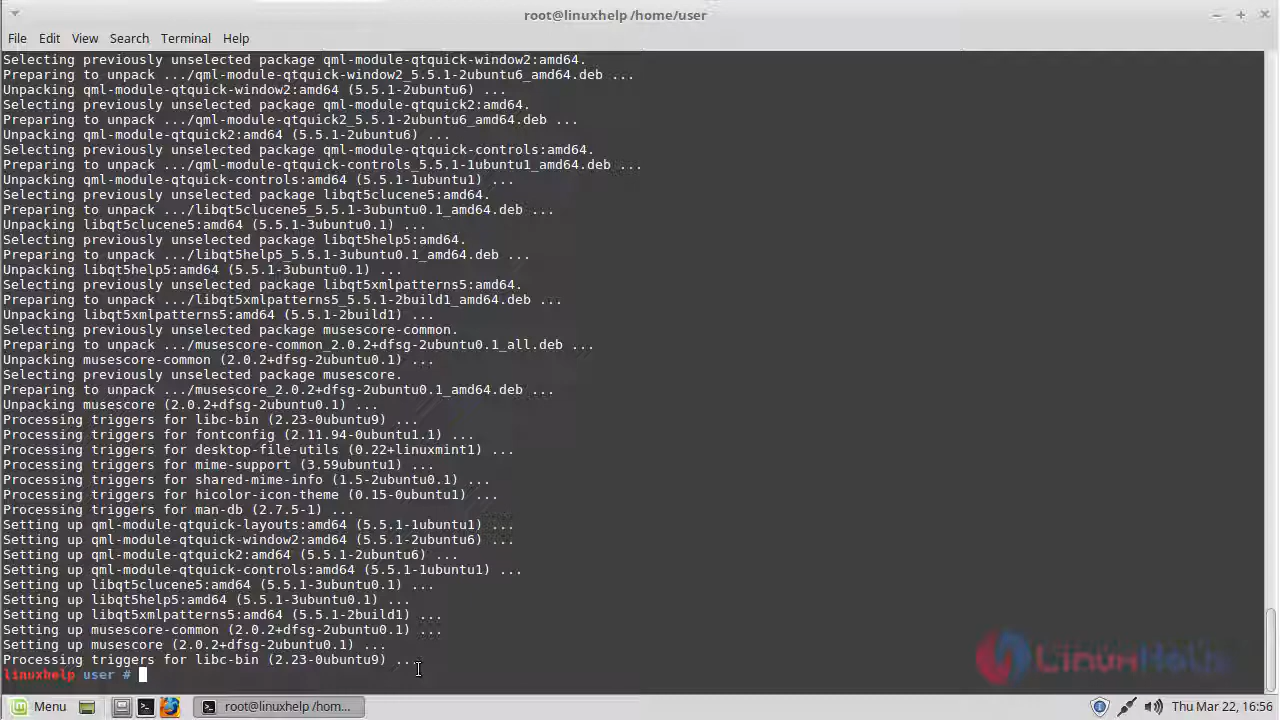 root@linuxhelp /home/user
File Edit View Search Terminal Help
Selecting previously unselected package qml-module-qtquick-window2:amd64.
Preparing to unpack .../qml-module-qtquick-window2_5.5.1-2ubuntu6_amd64.deb ...
Unpacking qml-module-qtquick-window2:amd64 (5.5.1-2ubuntu6) ...
Selecting previously unselected package qml-module-qtquick2:amd64.
Preparing to unpack .../qml-module-qtquick2_5.5.1-2ubuntu6_amd64.deb ...
Unpacking qml-module-qtquick2:amd64 (5.5.1-2ubuntu6) ...
Selecting previously unselected package qml-module-qtquick-controls:amd64.
Preparing to unpack .../qml-module-qtquick-controls_5.5.1-1ubuntu1_amd64.deb ...
Unpacking qml-module-qtquick-controls:amd64 (5.5.1-1ubuntu1) ...
Selecting previously unselected package libqt5clucene5:amd64.
Preparing to unpack .../libqt5clucene5_5.5.1-3ubuntu0.1_amd64.deb ...
Unpacking libqt5clucene5:amd64 (5.5.1-3ubuntu0.1) ...
Selecting previously unselected package libqt5help5:amd64.
Preparing to unpack .../libqt5help5_5.5.1-3ubuntu0.1_amd64.deb ...
Unpacking libqt5help5:amd64 (5.5.1-3ubuntu0.1) ...
Selecting previously unselected package libqt5xmlpatterns5:amd64.
Preparing to unpack .../libqt5xmlpatterns5_5.5.1-2build1_amd64.deb ...
Unpacking libqt5xmlpatterns5:amd64 (5.5.1-2build1) ...
Selecting previously unselected package musescore-common.
Preparing to unpack .../musescore-common_2.0.2+dfsg-2ubuntu0.1_all.deb ...
Unpacking musescore-common (2.0.2+dfsg-2ubuntu0.1) ...
Selecting previously unselected package musescore.
Preparing to unpack .../musescore_2.0.2+dfsg-2ubuntu0.1_amd64.deb ...
Unpacking musescore (2.0.2+dfsg-2ubuntu0.1) ...
Processing triggers for libc-bin (2.23-0ubuntu9) ...
Processing triggers for fontconfig (2.11.94-0ubuntu1.1) ...
Processing triggers for desktop-file-utils (0.22+linuxmint1) ...
Processing triggers for mime-support (3.59ubuntu1) ...
Processing triggers for shared-mime-info (1.5-2ubuntu0.1) ...
Processing triggers for hicolor-icon-theme (0.15-0ubuntu1) ...
Processing triggers for man-db (2.7.5-1) ...
Setting up qml-module-qtquick-layouts:amd64 (5.5.1-1ubuntu1) ...
Setting up qml-module-qtquick-window2:amd64 (5.5.1-2ubuntu6) ...
Setting up qml-module-qtquick2:amd64 (5.5.1-2ubuntu6) ...
Setting up qml-module-qtquick-controls:amd64 (5.5.1-1ubuntu1) ...
Setting up libqt5clucene5:amd64 (5.5.1-3ubuntu0.1) ...
Setting up libqt5help5:amd64 (5.5.1-3ubuntu0.1) ...
Setting up libqt5xmlpatterns5:amd64 (5.5.1-2build1) ...
Setting up musescore-common (2.0.2+dfsg-2ubuntu0.1) ...
Setting up musescore (2.0.2+dfsg-2ubuntu0.1) ...
Processing triggers for libc-bin (2.23-0ubuntu9) ...
linuxhelp user #
LinuxHelp
Menu root@linuxhelp /hom... Thu Mar 22, 16:56